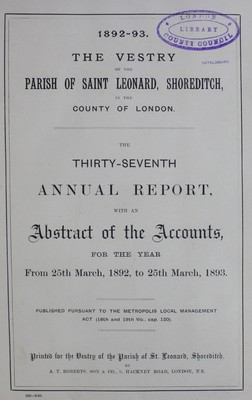 1892-93.
LONDON
LIBRARY
COUNTY COUNCIL
THE VESTRY
OF THE
PARISH OF SAINT LEONARD, SHOREDITCH,
IN THE
COUNTY OF LONDON.
THE
THIRTY-SEVENTH
ANNUAL REPORT,
WITH AN
Abstract of the Accounts,
FOR THE YEAR
From 25th March, 1892, to 25th March, 1893.
PUBLISHED PURSUANT TO THE METROPOLIS LOCAL MANAGEMENT
ACT (18th and 19th Vic., cap. 120).
Printed for the Vestry of the Parish of St. Leonard, Shoreditch,
BY
A. T. ROBERTS, SON & CO., 5, HACKNEY ROAD, LONDON, N.E.